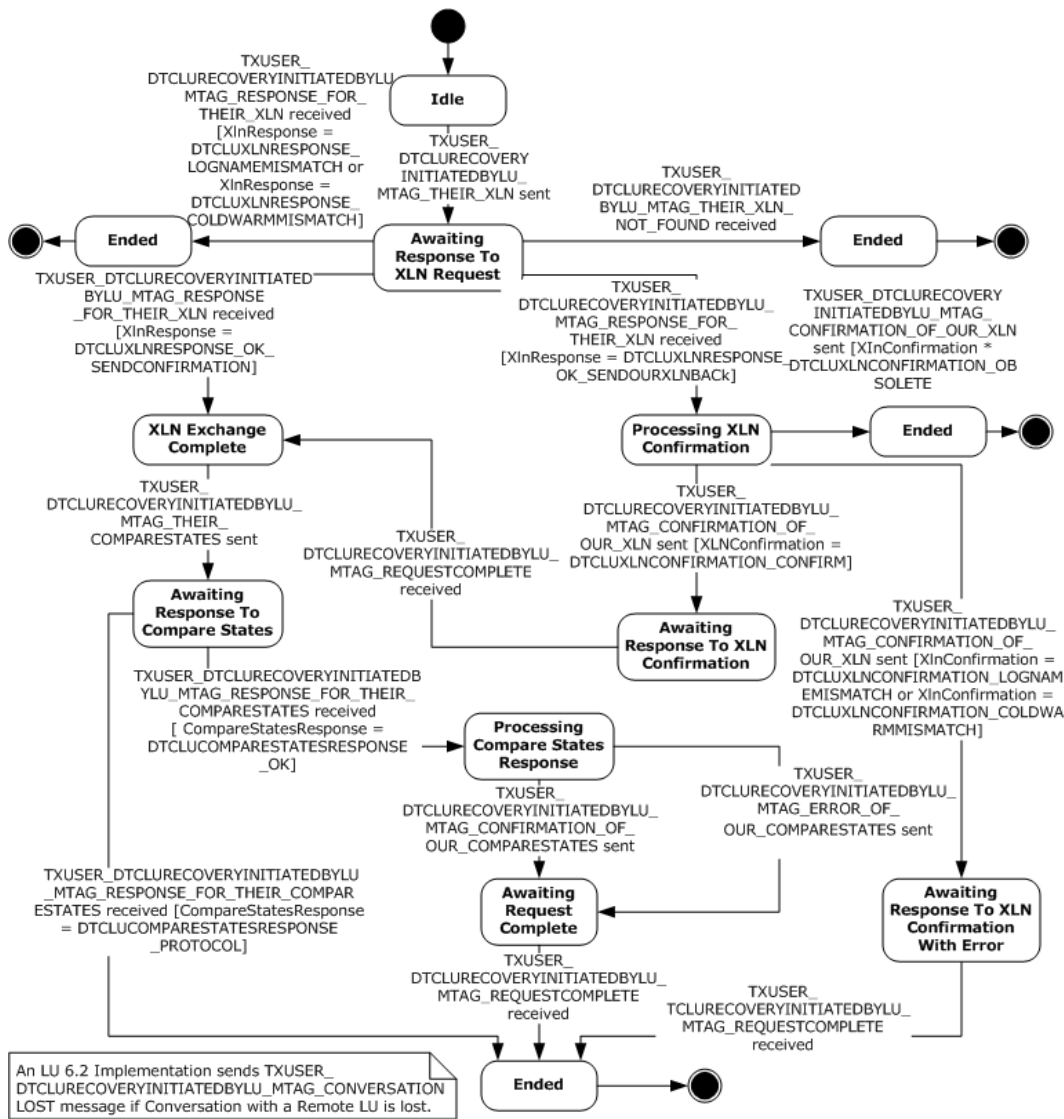 TXUSER_
DTCLURECOVERYINITIATEDBYLU_
MTAG_RESPONSE_FOR_
THEIR_XLN received
[XlnResponse =
DTCLUXLNRESPONSE_
LOGNAMEMISMATCH or
XlnResponse =
DTCLUXLNRESPONSE_
COLDWARMMISMATCH]
Idle
TXUSER_
DTCLURECOVERY
INITIATEDBYLU_
MTAG_THEIR_XLN sent
TXUSER_
DTCLURECOVERYINITIATED
BYLU_MTAG_THEIR_XLN_
NOT_FOUND received
Ended
Awaiting
Response To
XLN Request
Ended
TXUSER_DTCLURECOVERYINITIATED
BYLU_MTAG_RESPONSE
_FOR_THEIR_XLN received
[XlnResponse =
DTCLUXLNRESPONSE_OK_
SENDCONFIRMATION]
TXUSER_
DTCLURECOVERYINITIATEDBYLU_
MTAG_RESPONSE_FOR_
THEIR_XLN received
[XlnResponse = DTCLUXLNRESPONSE_
OK_SENDOURXLNBACk]
TXUSER_DTCLURECOVERY
INITIATEDBYLU_MTAG_
CONFIRMATION_OF_OUR_XLN
sent [XInConfirmation *
DTCLUXLNCONFIRMATION_OB
SOLETE
XLN Exchange
Complete
Processing XLN
Confirmation
Ended
TXUSER_
DTCLURECOVERYINITIATEDBYLU_
MTAG_THEIR_
COMPARESTATES sent
TXUSER_
DTCLURECOVERYINITIATEDBYLU_
MTAG_REQUESTCOMPLETE
received
TXUSER_
DTCLURECOVERYINITIATEDBYLU_
MTAG_CONFIRMATION_OF_
OUR_XLN sent [XLNConfirmation =
DTCLUXLNCONFIRMATION_CONFIRM]
Awaiting
Response To
Compare States
Awaiting
Response To XLN
Confirmation
TXUSER_
DTCLURECOVERYINITIATEDBYLU_
MTAG_CONFIRMATION_OF_
OUR_XLN sent [XlnConfirmation =
DTCLUXLNCONFIRMATION_LOGNAM
EMISMATCH or XlnConfirmation =
DTCLUXLNCONFIRMATION_COLDWA
RMMISMATCH]
TXUSER_DTCLURECOVERYINITIATEDB
YLU_MTAG_RESPONSE_FOR_THEIR_
COMPARESTATES received
[ CompareStatesResponse =
DTCLUCOMPARESTATESRESPONSE
_OK]
Processing
Compare States
Response
TXUSER_
DTCLURECOVERYINITIATEDBYLU_
MTAG_CONFIRMATION_OF_
OUR_COMPARESTATES sent
TXUSER_
DTCLURECOVERYINITIATEDBYLU_
MTAG_ERROR_OF_
OUR_COMPARESTATES sent
TXUSER_DTCLURECOVERYINITIATEDBYLU
_MTAG_RESPONSE_FOR_THEIR_COMPAR
ESTATES received [CompareStatesResponse
= DTCLUCOMPARESTATESRESPONSE
_PROTOCOL]
Awaiting
Request
Complete
Awaiting
Response To XLN
Confirmation
With Error
TXUSER_
DTCLURECOVERYINITIATEDBYLU_
MTAG_REQUESTCOMPLETE
received
TXUSER_
TCLURECOVERYINITIATEDBYLU_
MTAG_REQUESTCOMPLETE
received
An LU 6.2 Implementation sends TXUSER_
DTCLURECOVERYINITIATEDBYLU_MTAG_CONVERSATION
LOST message if Conversation with a Remote LU is lost.
Ended